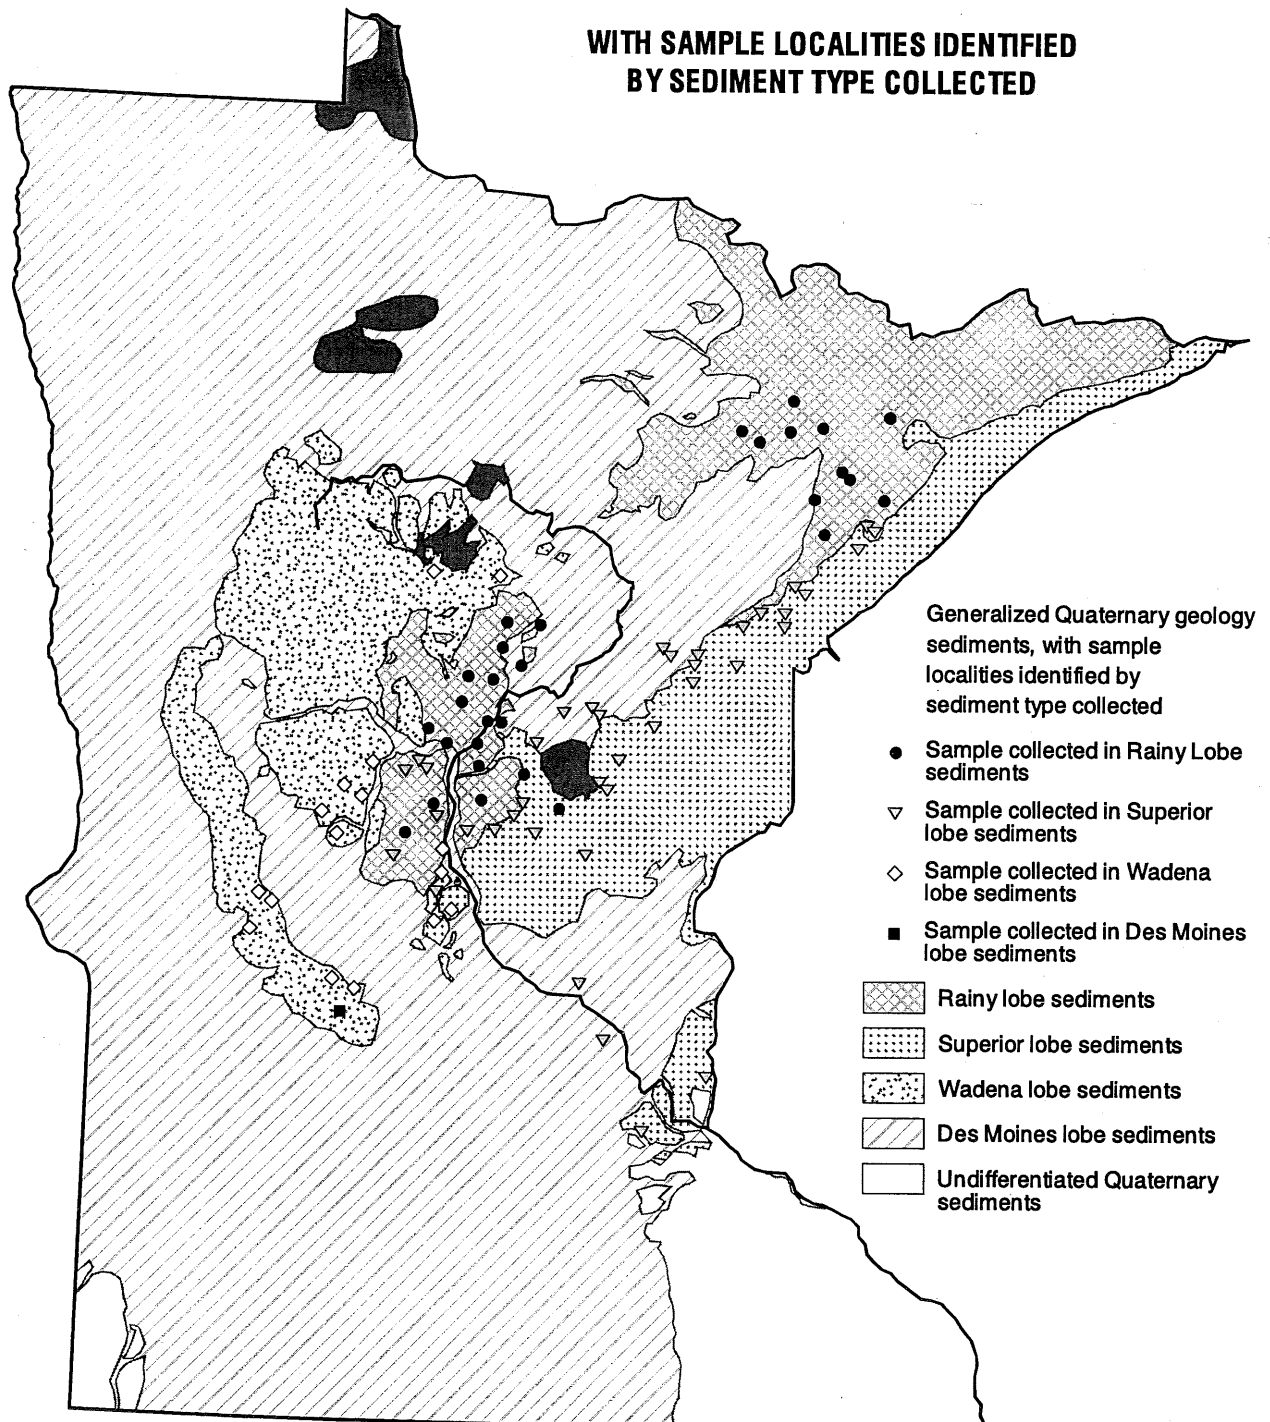 WITH SAMPLE LOCALITIES IDENTIFIED
BY SEDIMENT TYPE COLLECTED
Generalized Quaternary geology
sediments, with sample
localities identified by
sediment type collected
Sample collected in Rainy Lobe
sediments
Sample collected in Superior
lobe sediments
Sample collected in Wadena
lobe sediments
Sample collected in Des Moines
lobe sediments
Rainy lobe sediments
Superior lobe sediments
Wadena lobe sediments
Des Moines lobe sediments
Undifferentiated Quaternary
sediments